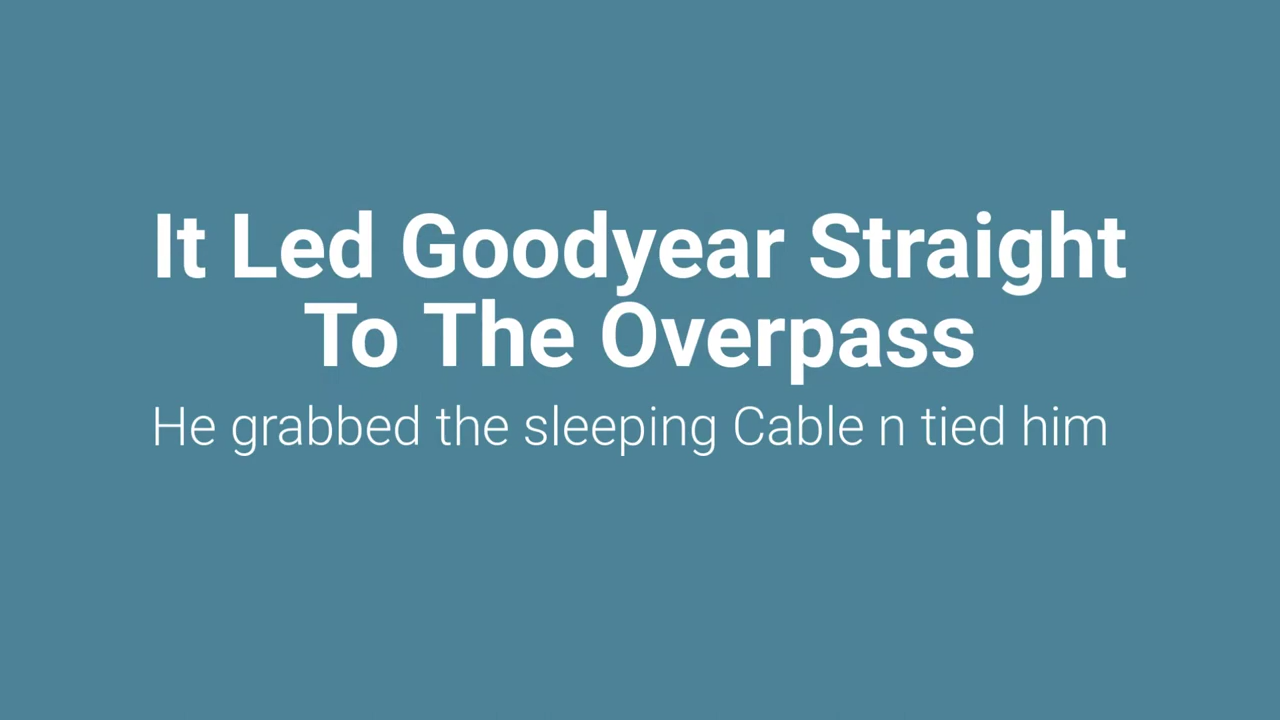 It Led Goodyear Straight
To The Overpass
He grabbed the sleeping Cable n tied him